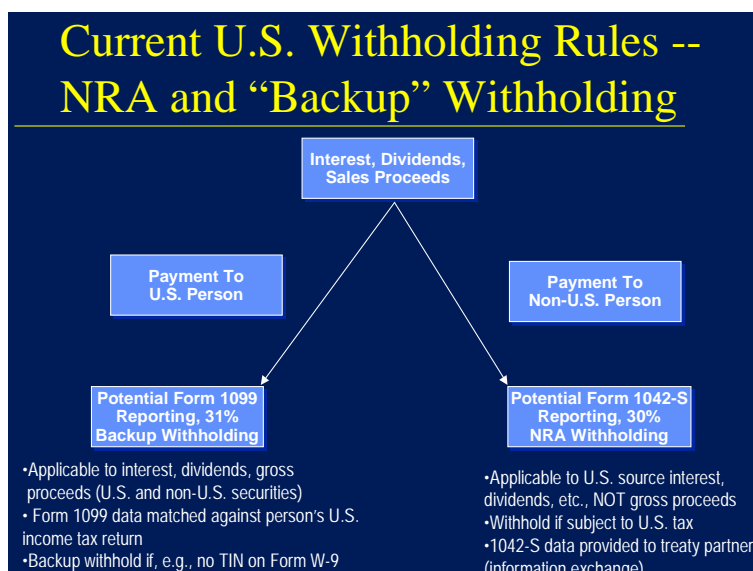 Current U.S. Withholding Rules --
NRA and “Backup” Withholding
Interest, Dividends,
Sales Proceeds
Payment To
U.S. Person
Payment To
Non-U.S. Person
Potential Form 1099
Reporting, 31%
Backup Withholding
Potential Form 1042-S
Reporting, 30%
NRA Withholding
•Applicable to interest, dividends, gross
proceeds (U.S. and non-U.S. securities)
• Form 1099 data matched against person’s U.S.
income tax return
•Backup withhold if, e.g., no TIN on Form W-9
•Applicable to U.S. source interest,
dividends, etc., NOT gross proceeds
•Withhold if subject to U.S. tax
•1042-S data provided to treaty partner
(information exchange)